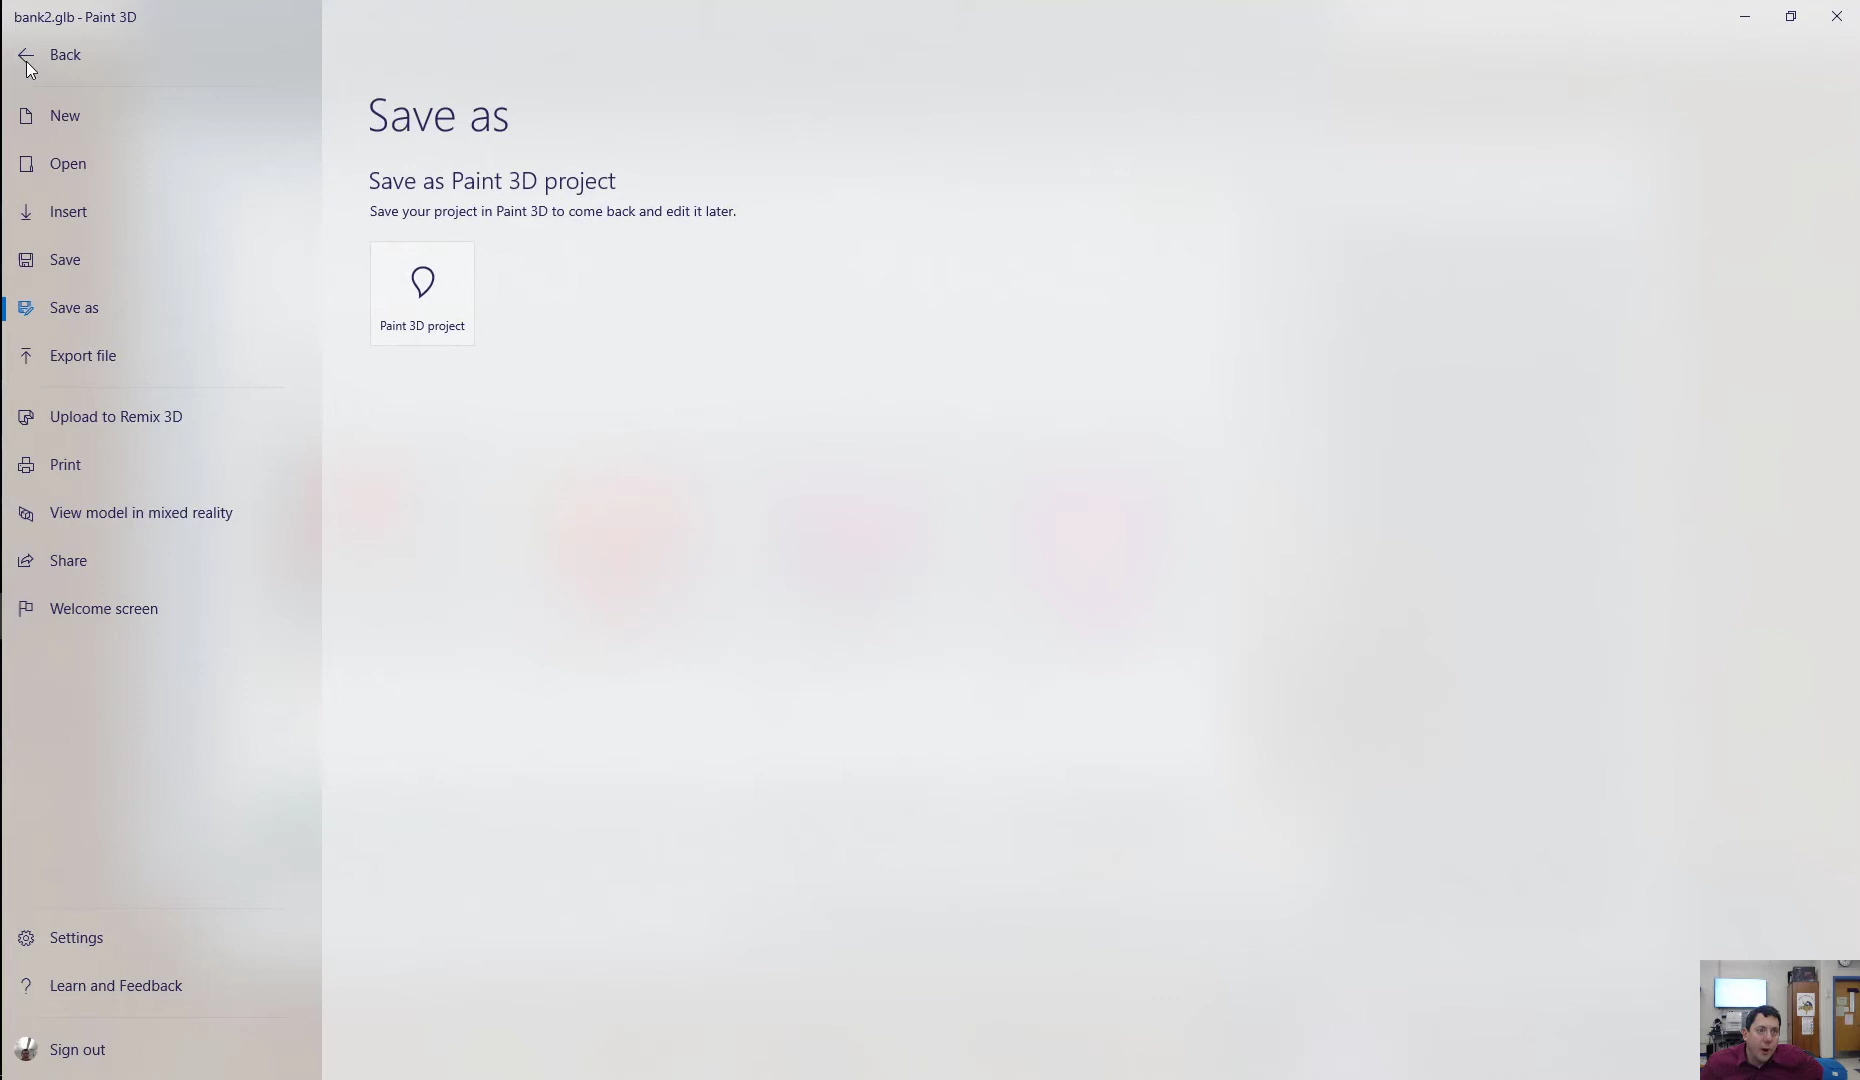 bank2.glb - Paint 3D
Back
New
Open
Insert
Save
Save as
Export file
Upload to Remix 3D
Print
View model in mixed reality
Share
Welcome screen
Settings
Learn and Feedback
Sign out
Save as
Save as Paint 3D project
Save your project in Paint 3D to come back and edit it later.
Paint 3D project